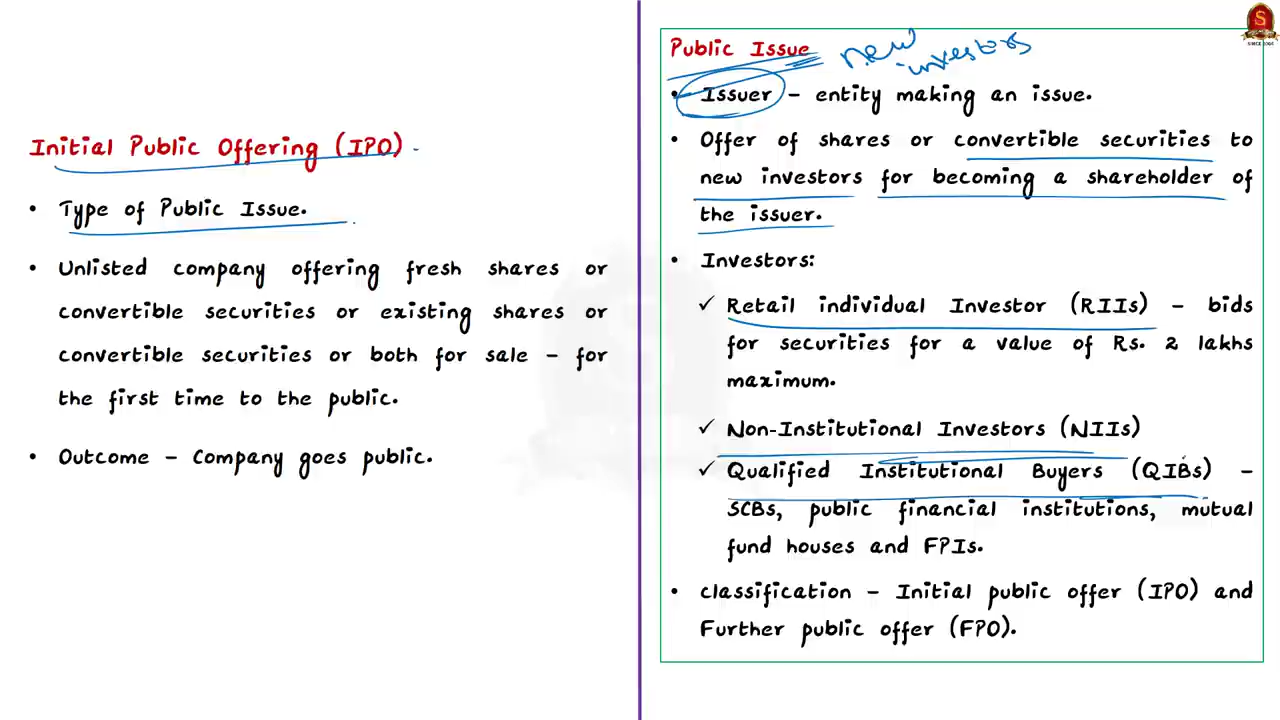 Initial Public Offering (IPO)
• Type of Public Issue.
• Unlisted company offering fresh shares or
convertible securities or existing shares or
convertible securities or both for sale – for
the first time to the public.
• Outcome – Company goes public.
Public Issue new investors
• Issuer – entity making an issue.
• Offer of shares or convertible securities to
new investors for becoming a shareholder of
the issuer.
• Investors:
✓ Retail individual Investor (RIIs) – bids
for securities for a value of Rs. 2 lakhs
maximum.
✓ Non-Institutional Investors (NIIs)
✓ Qualified Institutional Buyers (QIBs) –
SCBs, public financial institutions, mutual
fund houses and FPIs.
• classification – Initial public offer (IPO) and
Further public offer (FPO).